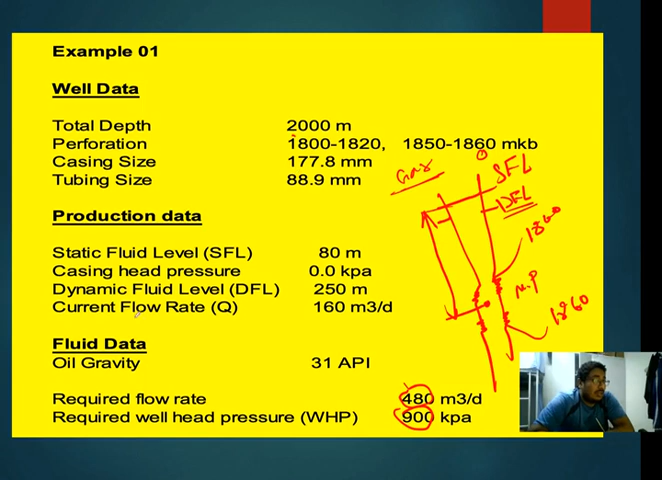 Example 01
Well Data
Total Depth 2000 m
Perforation 1800-1820, 1850-1860 mkb
Casing Size 177.8 mm
Tubing Size 88.9 mm
Production data
Static Fluid Level (SFL) 80 m
Casing head pressure 0.0 kpa
Dynamic Fluid Level (DFL) 250 m
Current Flow Rate (Q) 160 m3/d
Fluid Data
Oil Gravity 31 API
Required flow rate 480 m3/d
Required well head pressure (WHP) 900 kpa
0
Gas
SFL
DFL
1860
M.P
1860